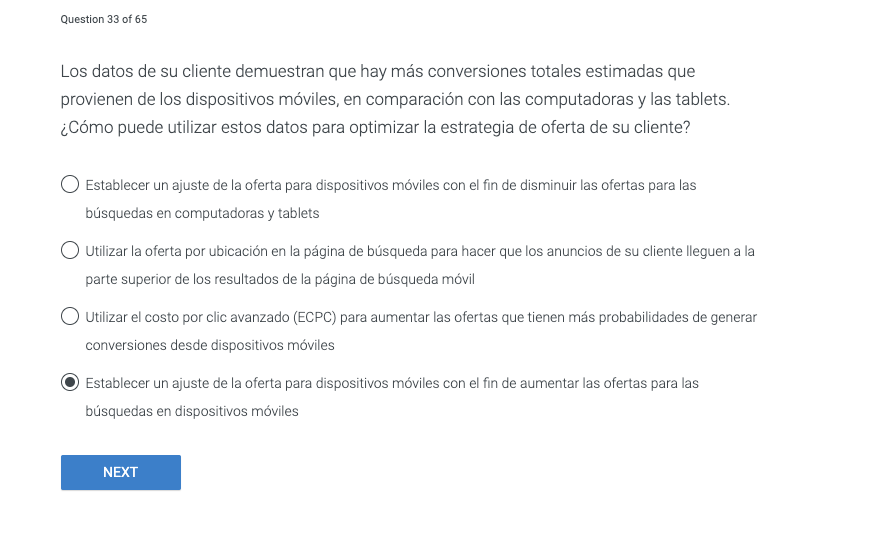 Question 33 of 65
Los datos de su cliente demuestran que hay más conversiones totales estimadas que
provienen de los dispositivos móviles, en comparación con las computadoras y las tablets.
¿Cómo puede utilizar estos datos para optimizar la estrategia de oferta de su cliente?
Establecer un ajuste de la oferta para dispositivos móviles con el fin de disminuir las ofertas para las
búsquedas en computadoras y tablets
Utilizar la oferta por ubicación en la página de búsqueda para hacer que los anuncios de su cliente lleguen a la
parte superior de los resultados de la página de búsqueda móvil
Utilizar el costo por clic avanzado (ECPC) para aumentar las ofertas que tienen más probabilidades de generar
conversiones desde dispositivos móviles
Establecer un ajuste de la oferta para dispositivos móviles con el fin de aumentar las ofertas para las
búsquedas en dispositivos móviles
NEXT